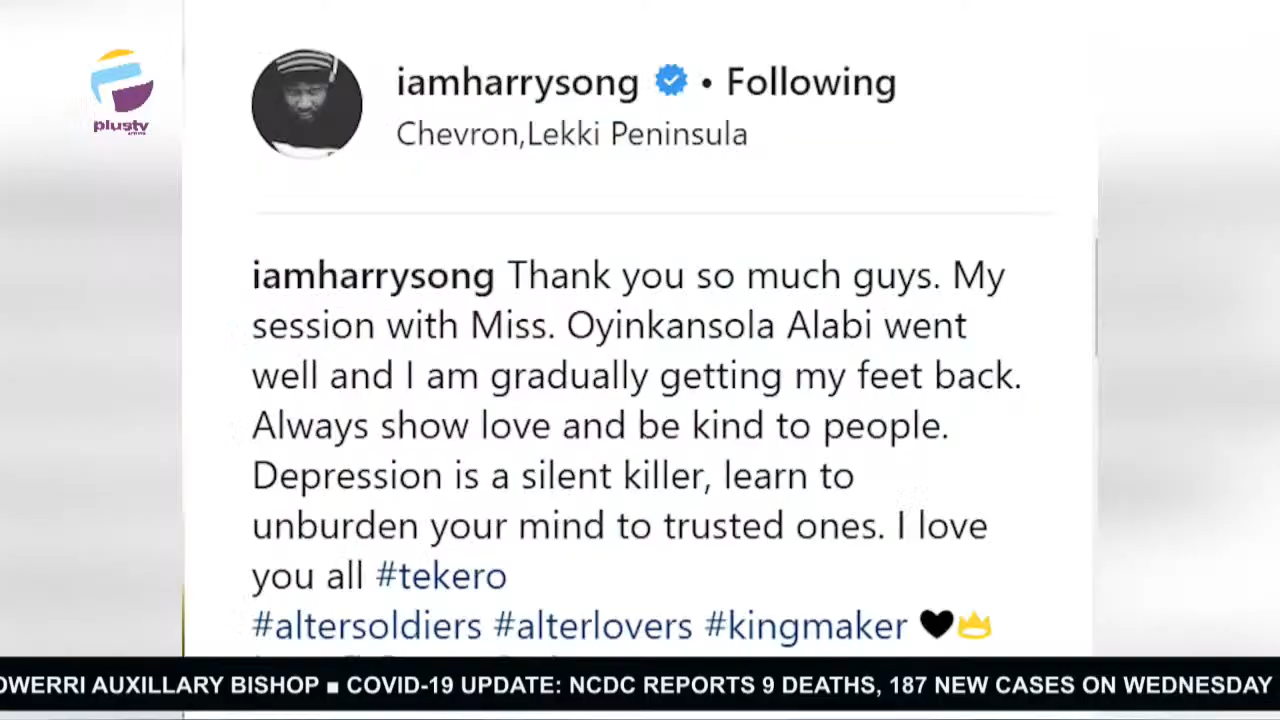 plustv
iamharrysong • Following
Chevron,Lekki Peninsula
iamharrysong Thank you so much guys. My
session with Miss. Oyinkansola Alabi went
well and I am gradually getting my feet back.
Always show love and be kind to people.
Depression is a silent killer, learn to
unburden your mind to trusted ones. I love
you all #tekero
#altersoldiers #alterlovers #kingmaker 🖤👑
OWERRI AUXILLARY BISHOP ■ COVID-19 UPDATE: NCDC REPORTS 9 DEATHS, 187 NEW CASES ON WEDNESDAY